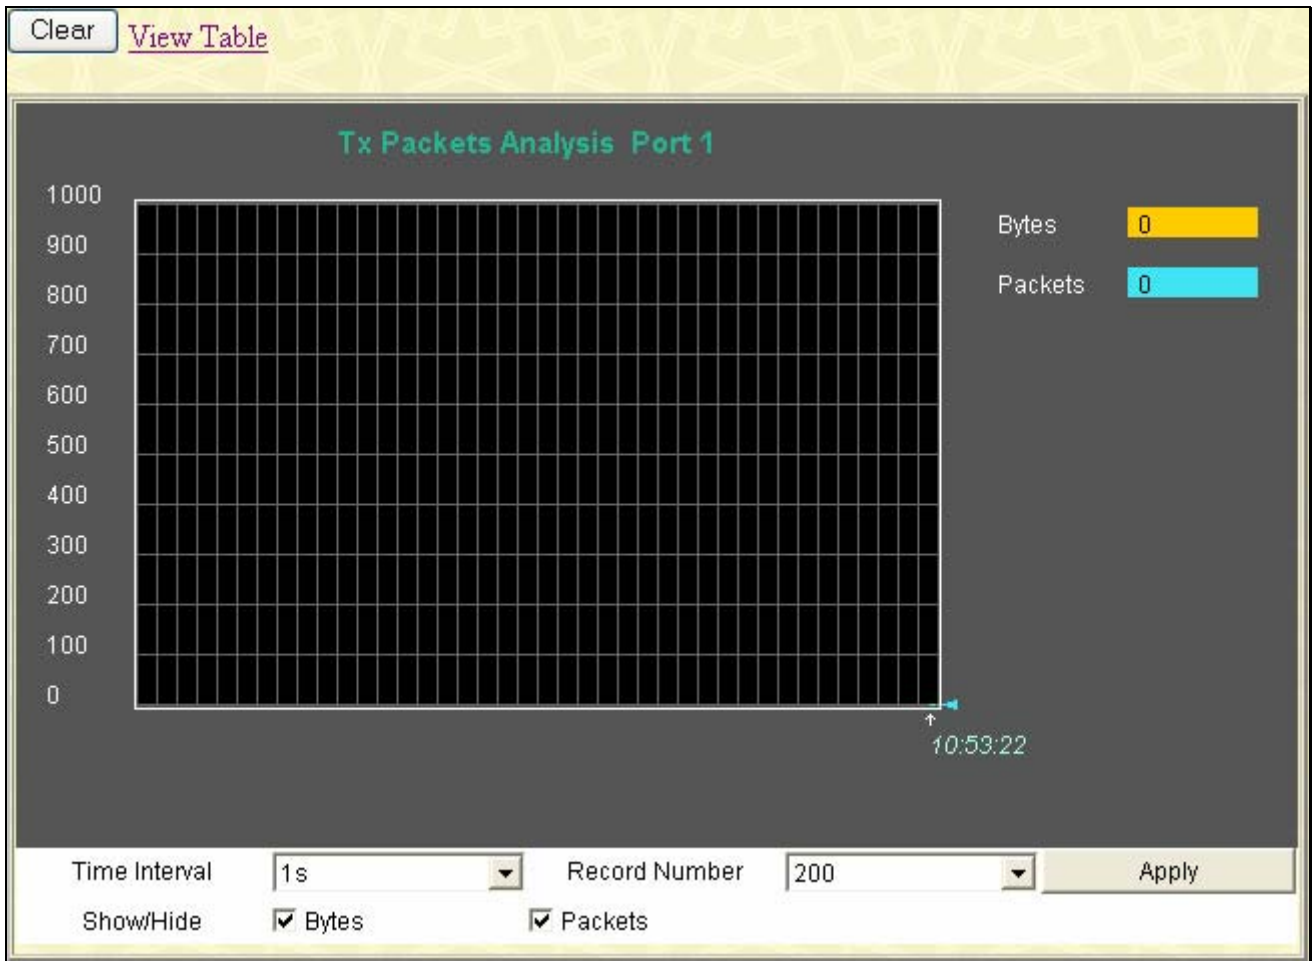 Clear View Table
Tx Packets Analysis Port 1
1000
900
800
700
600
500
400
300
200
100
0
Bytes 0
Packets 0
10:53:22
Time Interval 1s Record Number 200 Apply
Show/Hide Bytes Packets